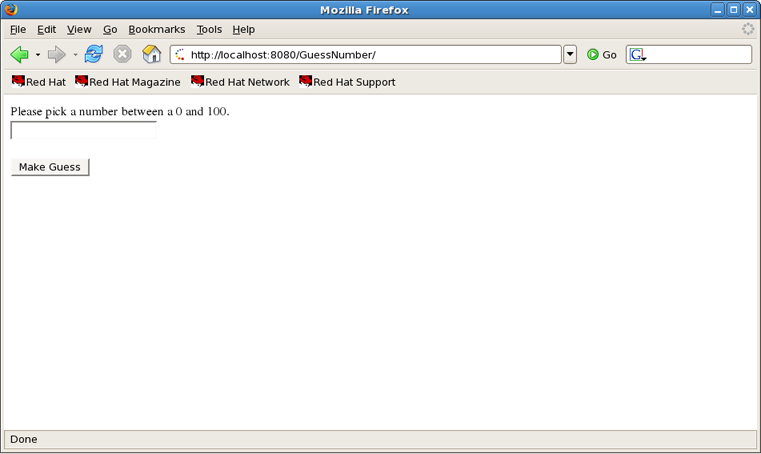 Mozilla Firefox
File Edit View Go Bookmarks Tools Help
http://localhost:8080/GuessNumber/ Go G
Red Hat Red Hat Magazine Red Hat Network Red Hat Support
Please pick a number between a 0 and 100.
Make Guess
Done